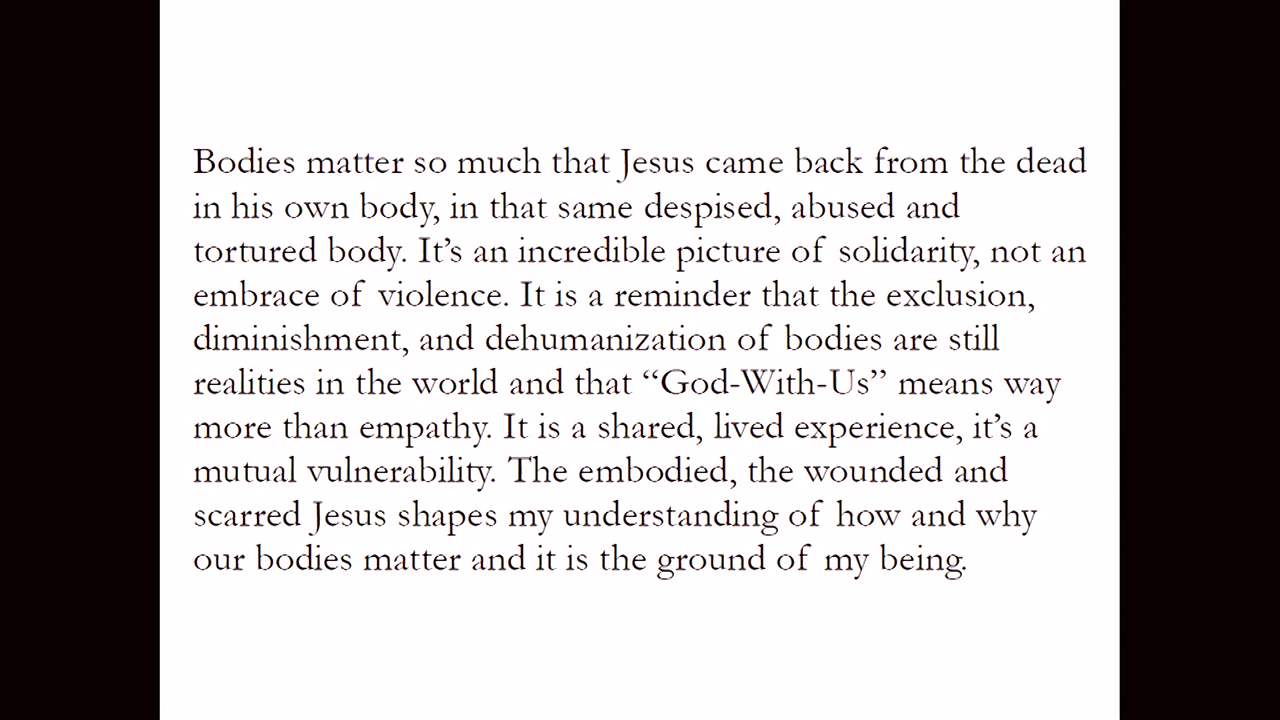 Bodies matter so much that Jesus came back from the dead
in his own body, in that same despised, abused and
tortured body. It’s an incredible picture of solidarity, not an
embrace of violence. It is a reminder that the exclusion,
diminishment, and dehumanization of bodies are still
realities in the world and that “God-With-Us” means way
more than empathy. It is a shared, lived experience, it’s a
mutual vulnerability. The embodied, the wounded and
scarred Jesus shapes my understanding of how and why
our bodies matter and it is the ground of my being.